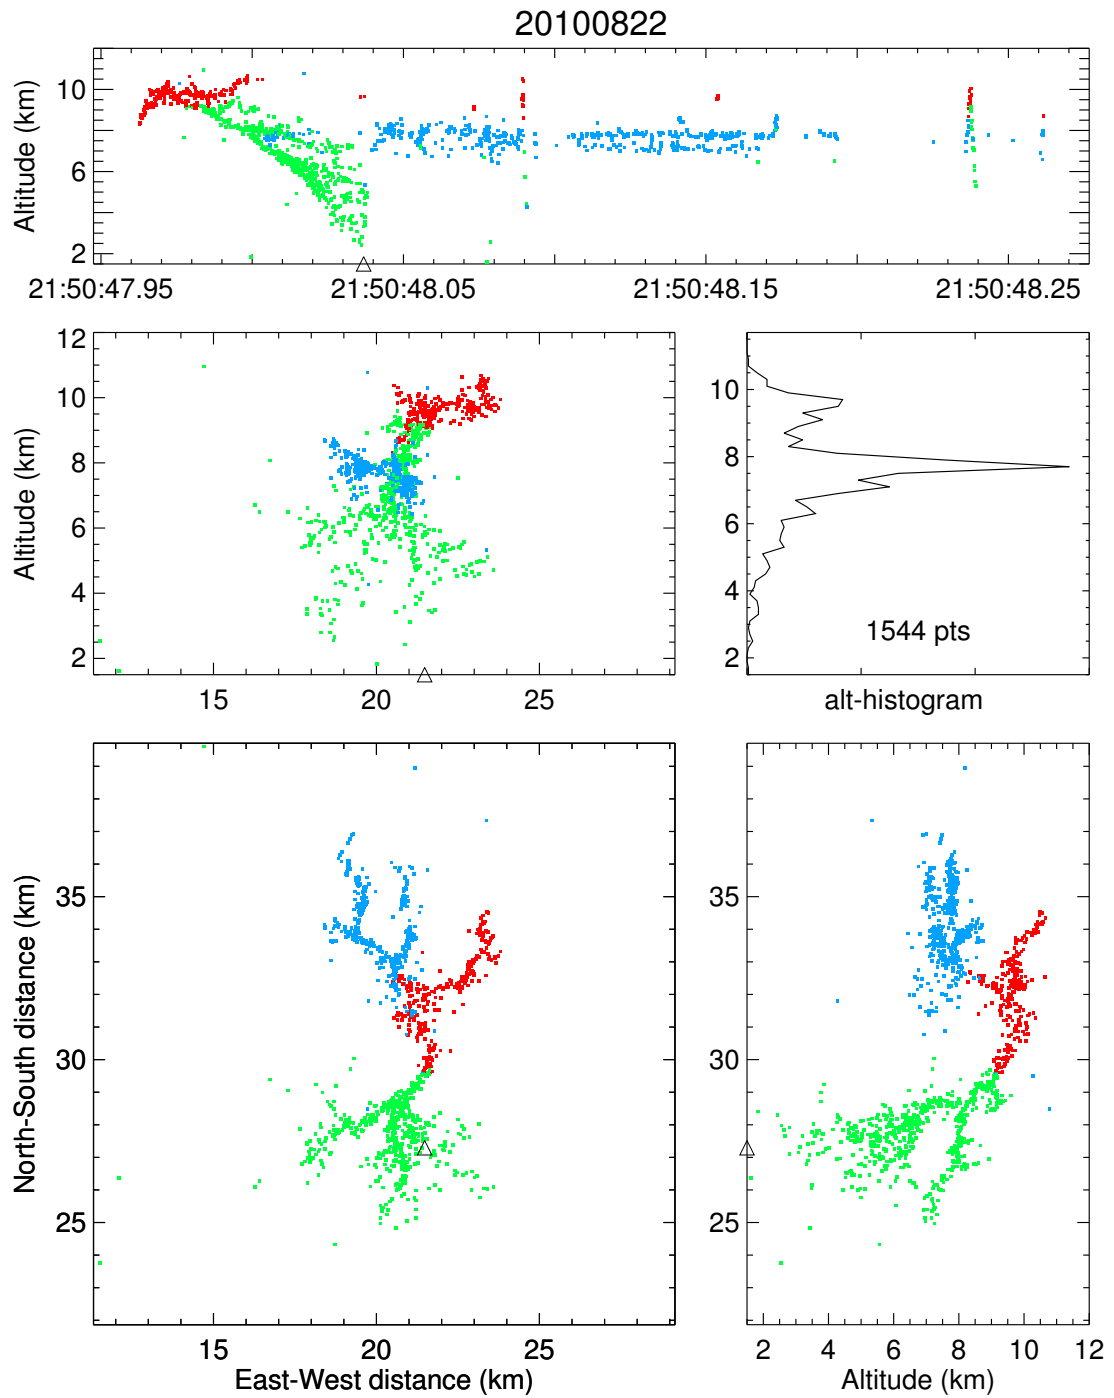 20100822
Altitude (km)
10
6
2
21:50:47.95 21:50:48.05 21:50:48.15 21:50:48.25
Altitude (km)
12
10
8
6
4
2
15 20 25
10
8
6
4
2
1544 pts
alt-histogram
North-South distance (km)
35
30
25
15 20 25
East-West distance (km)
35
30
25
2 4 6 8 10 12
Altitude (km)